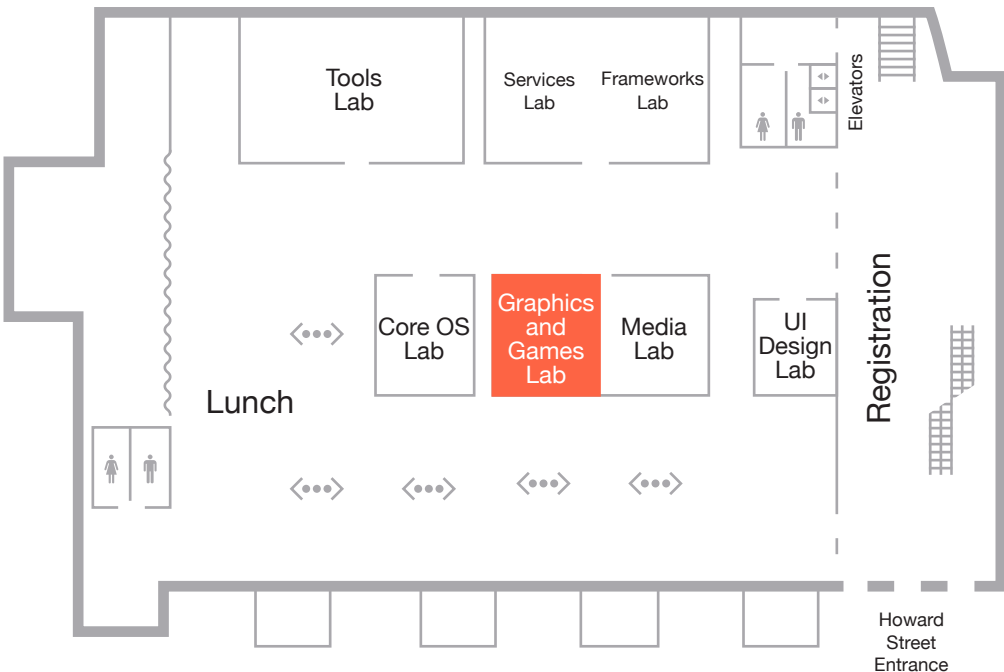 Tools
Lab
Services
Lab
Frameworks
Lab
Elevators
Core OS
Lab
Graphics
and
Games
Lab
Media
Lab
UI
Design
Lab
Registration
Lunch
Howard
Street
Entrance